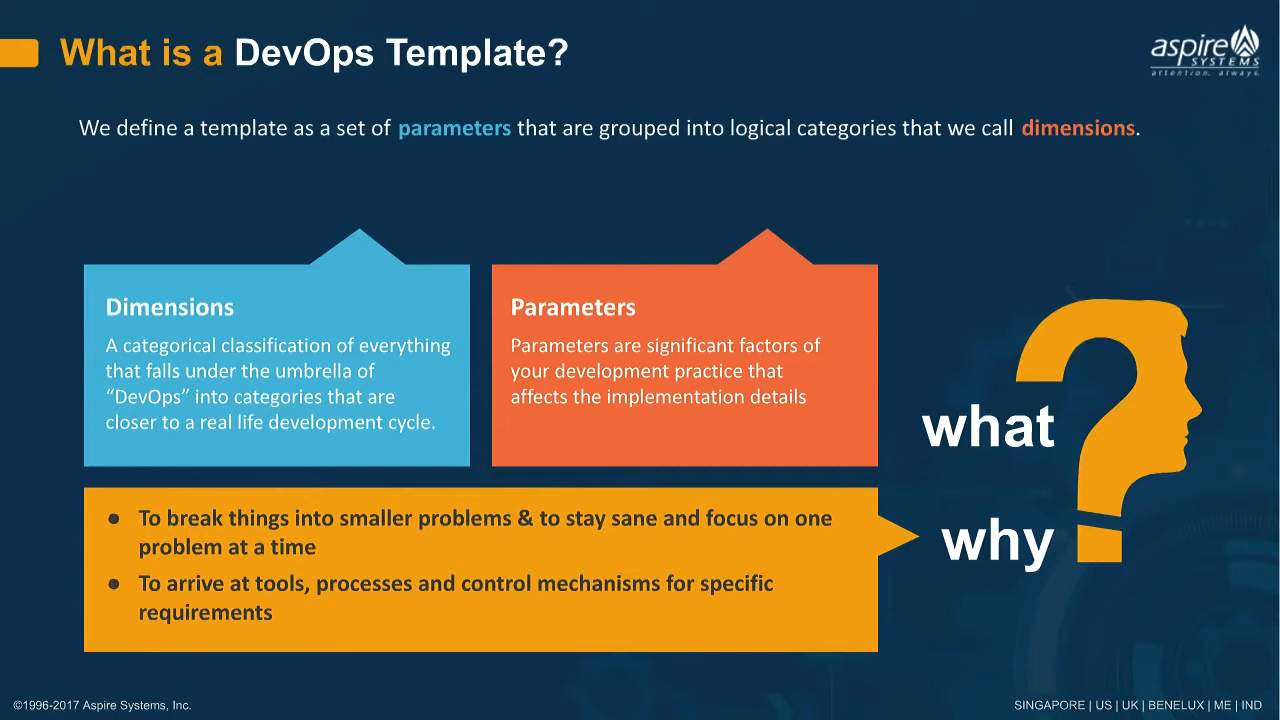 What is a DevOps Template?
aspire
SYSTEMS
attention. always.
We define a template as a set of parameters that are grouped into logical categories that we call dimensions.
Dimensions
A categorical classification of everything
that falls under the umbrella of
“DevOps” into categories that are
closer to a real life development cycle.
Parameters
Parameters are significant factors of
your development practice that
affects the implementation details
what
● To break things into smaller problems & to stay sane and focus on one
problem at a time
● To arrive at tools, processes and control mechanisms for specific
requirements
why
©1996-2017 Aspire Systems, Inc.
SINGAPORE | US | UK | BENELUX | ME | IND